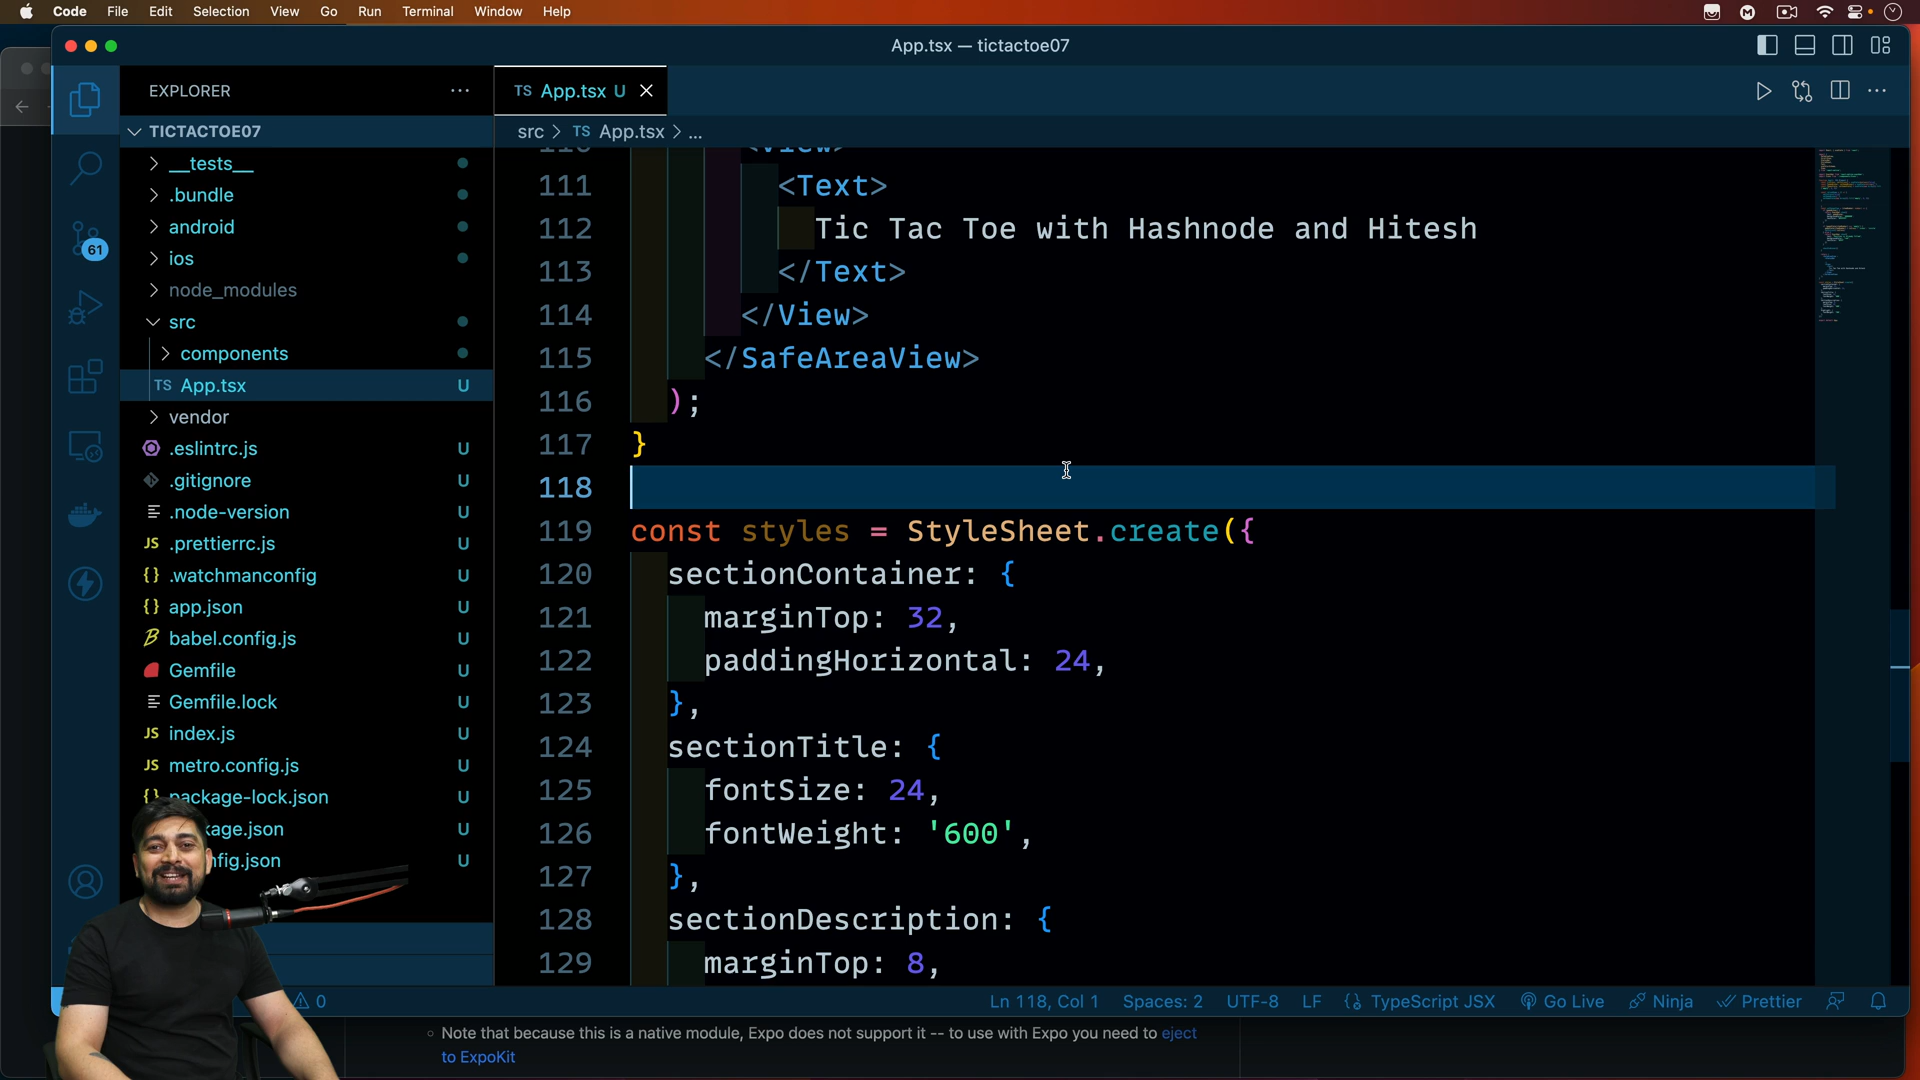 Code File Edit Selection View Go Run Terminal Window Help
App.tsx — tictactoe07
EXPLORER
TS App.tsx U
TICTACTOE07
src > TS App.tsx > ...
__tests__
.bundle
android
ios
node_modules
src
components
TS App.tsx U
vendor
.eslintrc.js U
.gitignore U
.node-version U
JS .prettierrc.js U
{} .watchmanconfig U
{} app.json U
babel.config.js U
Gemfile U
Gemfile.lock U
JS index.js U
JS metro.config.js U
{} package-lock.json U
kage.json U
nfig.json U
61
110 <View>
111 <Text>
112 Tic Tac Toe with Hashnode and Hitesh
113 </Text>
114 </View>
115 </SafeAreaView>
116 );
117 }
118
119 const styles = StyleSheet.create({
120 sectionContainer: {
121 marginTop: 32,
122 paddingHorizontal: 24,
123 },
124 sectionTitle: {
125 fontSize: 24,
126 fontWeight: '600',
127 },
128 sectionDescription: {
129 marginTop: 8,
0 Ln 118, Col 1 Spaces: 2 UTF-8 LF TypeScript JSX Go Live Ninja Prettier
Note that because this is a native module, Expo does not support it -- to use with Expo you need to eject
to ExpoKit